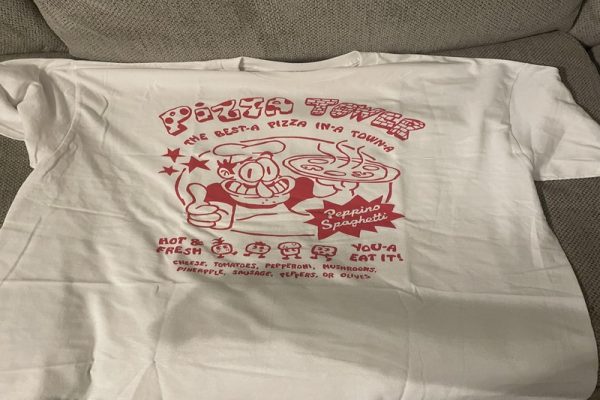 PIZZA TOWER
THE BEST-A PIZZA IN-A TOWN-A
Peppino
Spaghetti
HOT &
FRESH
YOU-A
EAT IT!
CHEESE, TOMATOES, PEPPERONI, MUSHROOMS,
PINEAPPLE, SAUSAGE, PEPPERS, OR OLIVES